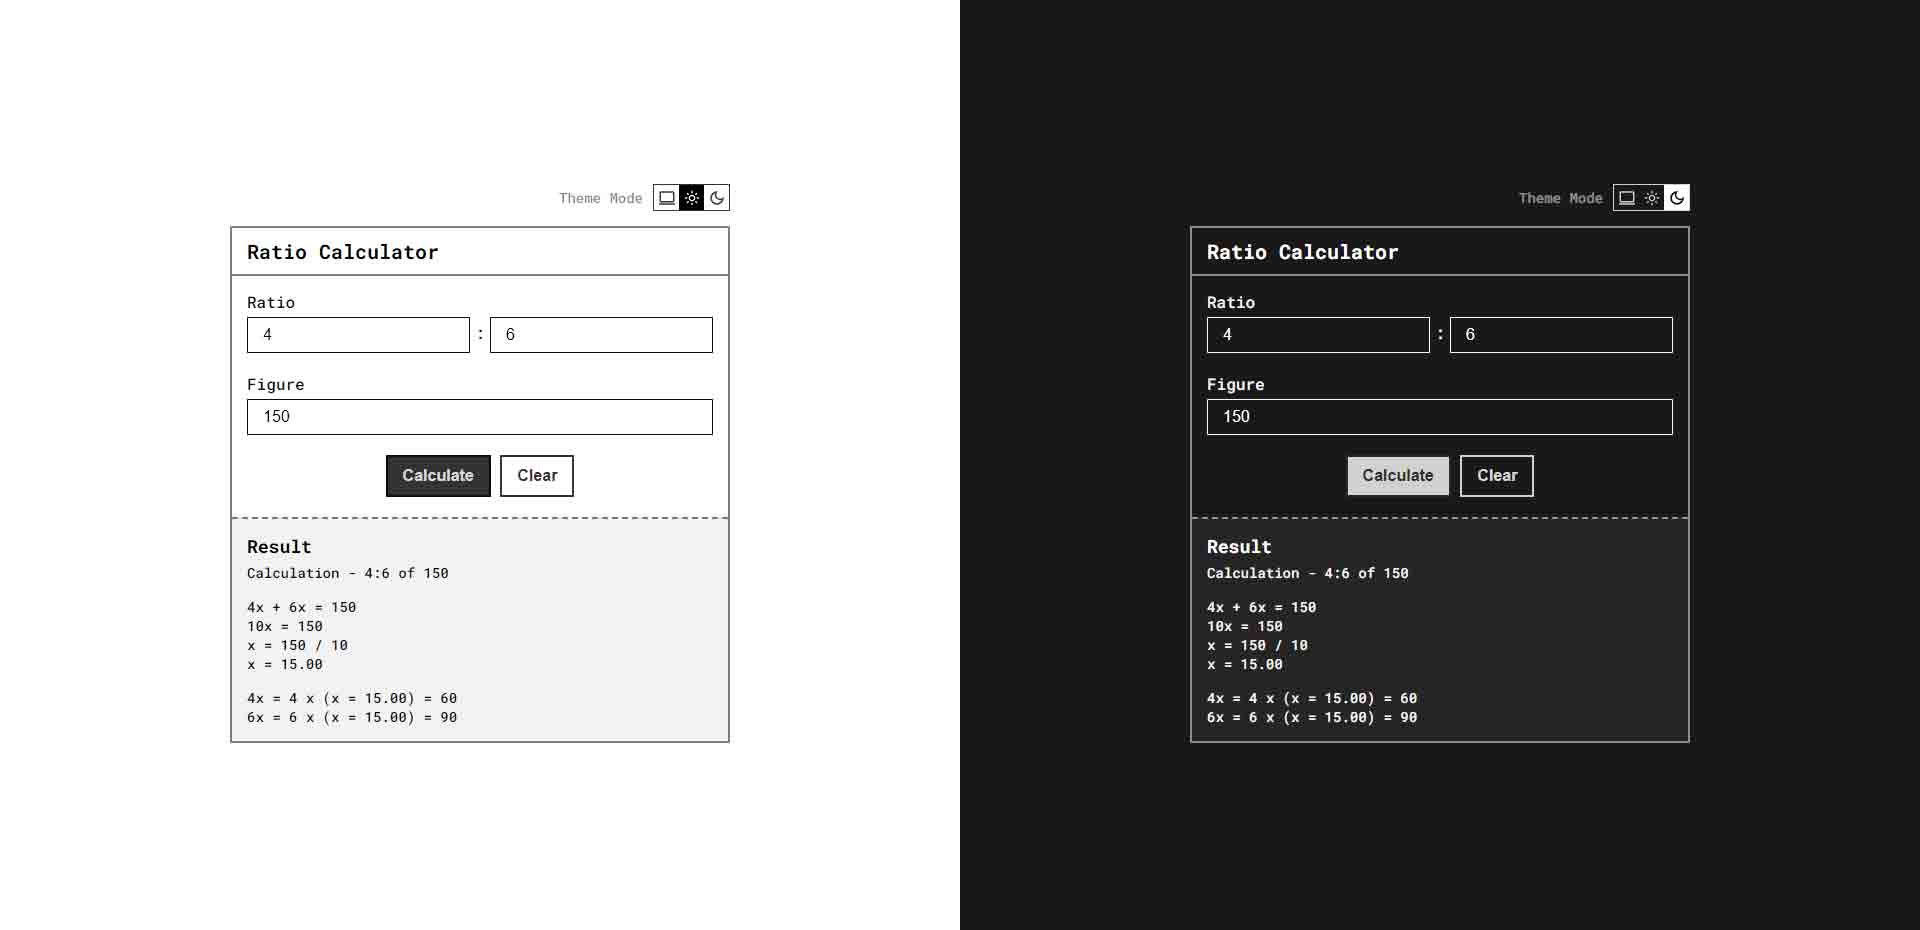 Theme Mode
Ratio Calculator
Ratio
4 : 6
Figure
150
Calculate Clear
Result
Calculation - 4:6 of 150
4x + 6x = 150
10x = 150
x = 150 / 10
x = 15.00
4x = 4 x (x = 15.00) = 60
6x = 6 x (x = 15.00) = 90
Theme Mode
Ratio Calculator
Ratio
4 : 6
Figure
150
Calculate Clear
Result
Calculation - 4:6 of 150
4x + 6x = 150
10x = 150
x = 150 / 10
x = 15.00
4x = 4 x (x = 15.00) = 60
6x = 6 x (x = 15.00) = 90